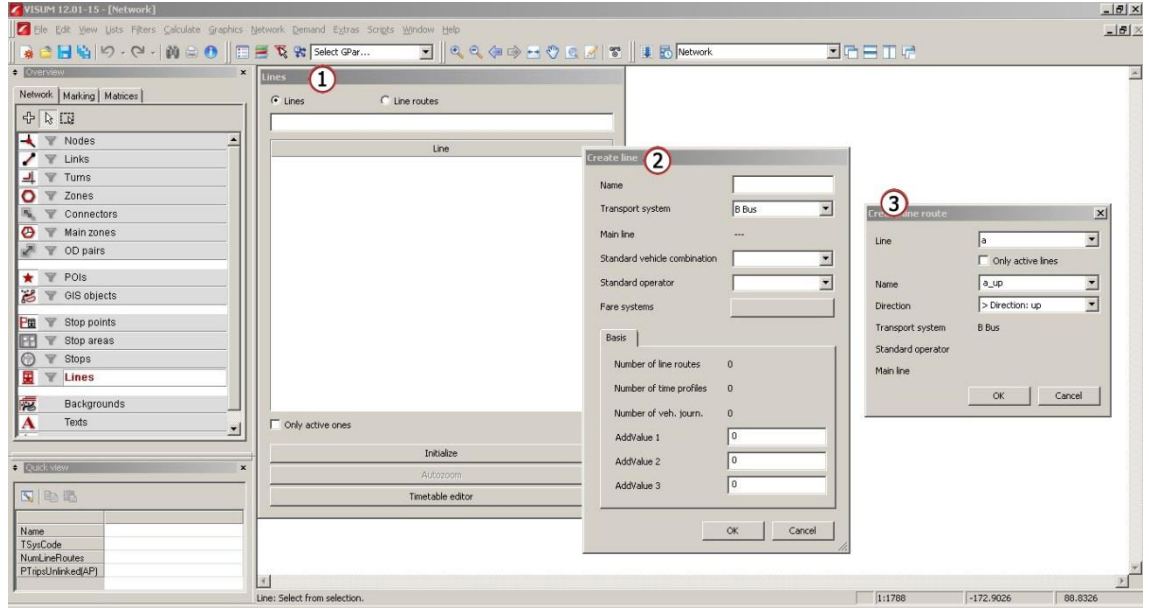 VISUM 12.01-15 - [Network]
File Edit View Lists Filters Calculate Graphics Network Demand Extras Scripts Window Help
Select GPar... Network
Overview
Network Marking Matrices
Nodes
Links
Turns
Zones
Connectors
Main zones
OD pairs
POIs
GIS objects
Stop points
Stop areas
Stops
Lines
Backgrounds
Texts
Quick view
Name
TSysCode
NumLineRoutes
PTripsUnlinked(AP)
Lines 1
Lines Line routes
Line
Only active ones
Initialize
Autozoom
Timetable editor
Create line 2
Name
Transport system B Bus
Main line ---
Standard vehicle combination
Standard operator
Fare systems
Basis
Number of line routes 0
Number of time profiles 0
Number of veh. journ. 0
AddValue 1 0
AddValue 2 0
AddValue 3 0
OK Cancel
3
Create line route
Line a
Only active lines
Name a_up
Direction > Direction: up
Transport system B Bus
Standard operator
Main line
OK Cancel
Line: Select from selection. 1:1788 -172.9026 88.8326